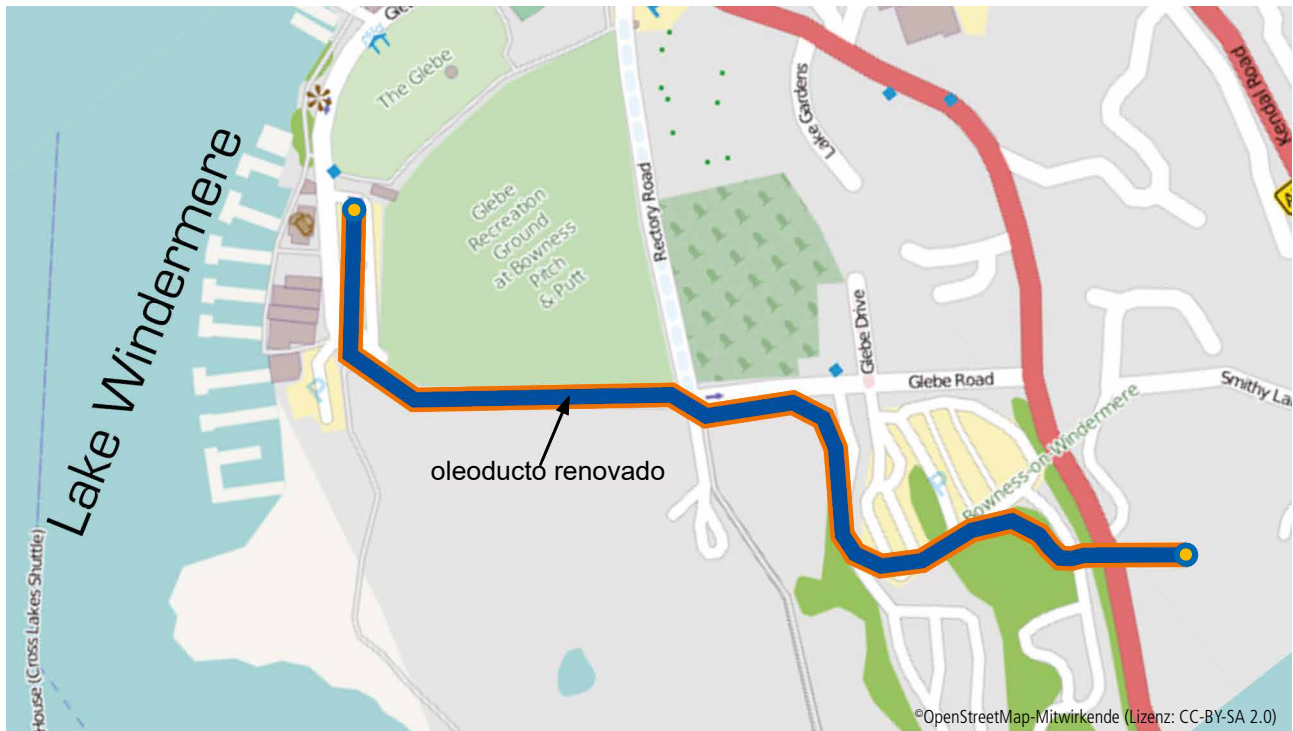 Gle
The Glebe
Lake Windermere
Glebe
Recreation
Ground
at Bowness
Pitch
& Putt
Rectory Road
Lake Gardens
Kendal Road
A
Glebe Drive
Glebe Road
Smithy La
Bowness-on-Windermere
P
P
oleoducto renovado
House (Cross Lakes Shuttle)
©OpenStreetMap-Mitwirkende (Lizenz: CC-BY-SA 2.0)